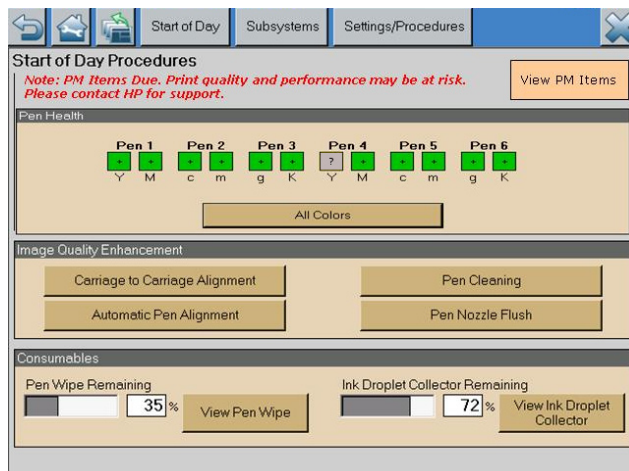 Start of Day
Subsystems
Settings/Procedures
Start of Day Procedures
Note: PM Items Due. Print quality and performance may be at risk.
Please contact HP for support.
View PM Items
Pen Health
Pen 1 Pen 2 Pen 3 Pen 4 Pen 5 Pen 6
+ + + + + + ? + + + + +
Y M c m g K Y M c m g K
All Colors
Image Quality Enhancement
Carriage to Carriage Alignment
Pen Cleaning
Automatic Pen Alignment
Pen Nozzle Flush
Consumables
Pen Wipe Remaining
35 %
View Pen Wipe
Ink Droplet Collector Remaining
72 %
View Ink Droplet
Collector